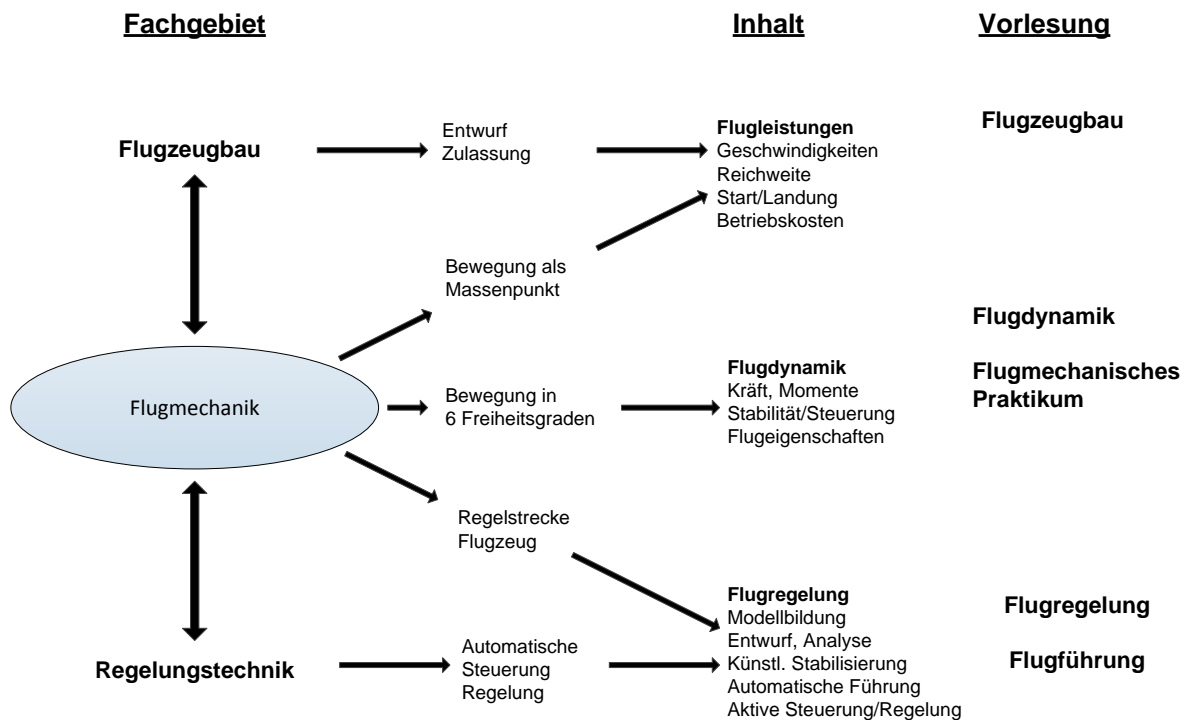 Fachgebiet
Inhalt
Vorlesung
Flugzeugbau
Entwurf
Zulassung
Flugleistungen
Geschwindigkeiten
Reichweite
Start/Landung
Betriebskosten
Flugzeugbau
Bewegung als
Massenpunkt
Flugmechanik
Bewegung in
6 Freiheitsgraden
Flugdynamik
Kräft, Momente
Stabilität/Steuerung
Flugeigenschaften
Flugdynamik
Flugmechanisches
Praktikum
Regelstrecke
Flugzeug
Regelungstechnik
Automatische
Steuerung
Regelung
Flugregelung
Modellbildung
Entwurf, Analyse
Künstl. Stabilisierung
Automatische Führung
Aktive Steuerung/Regelung
Flugregelung
Flugführung